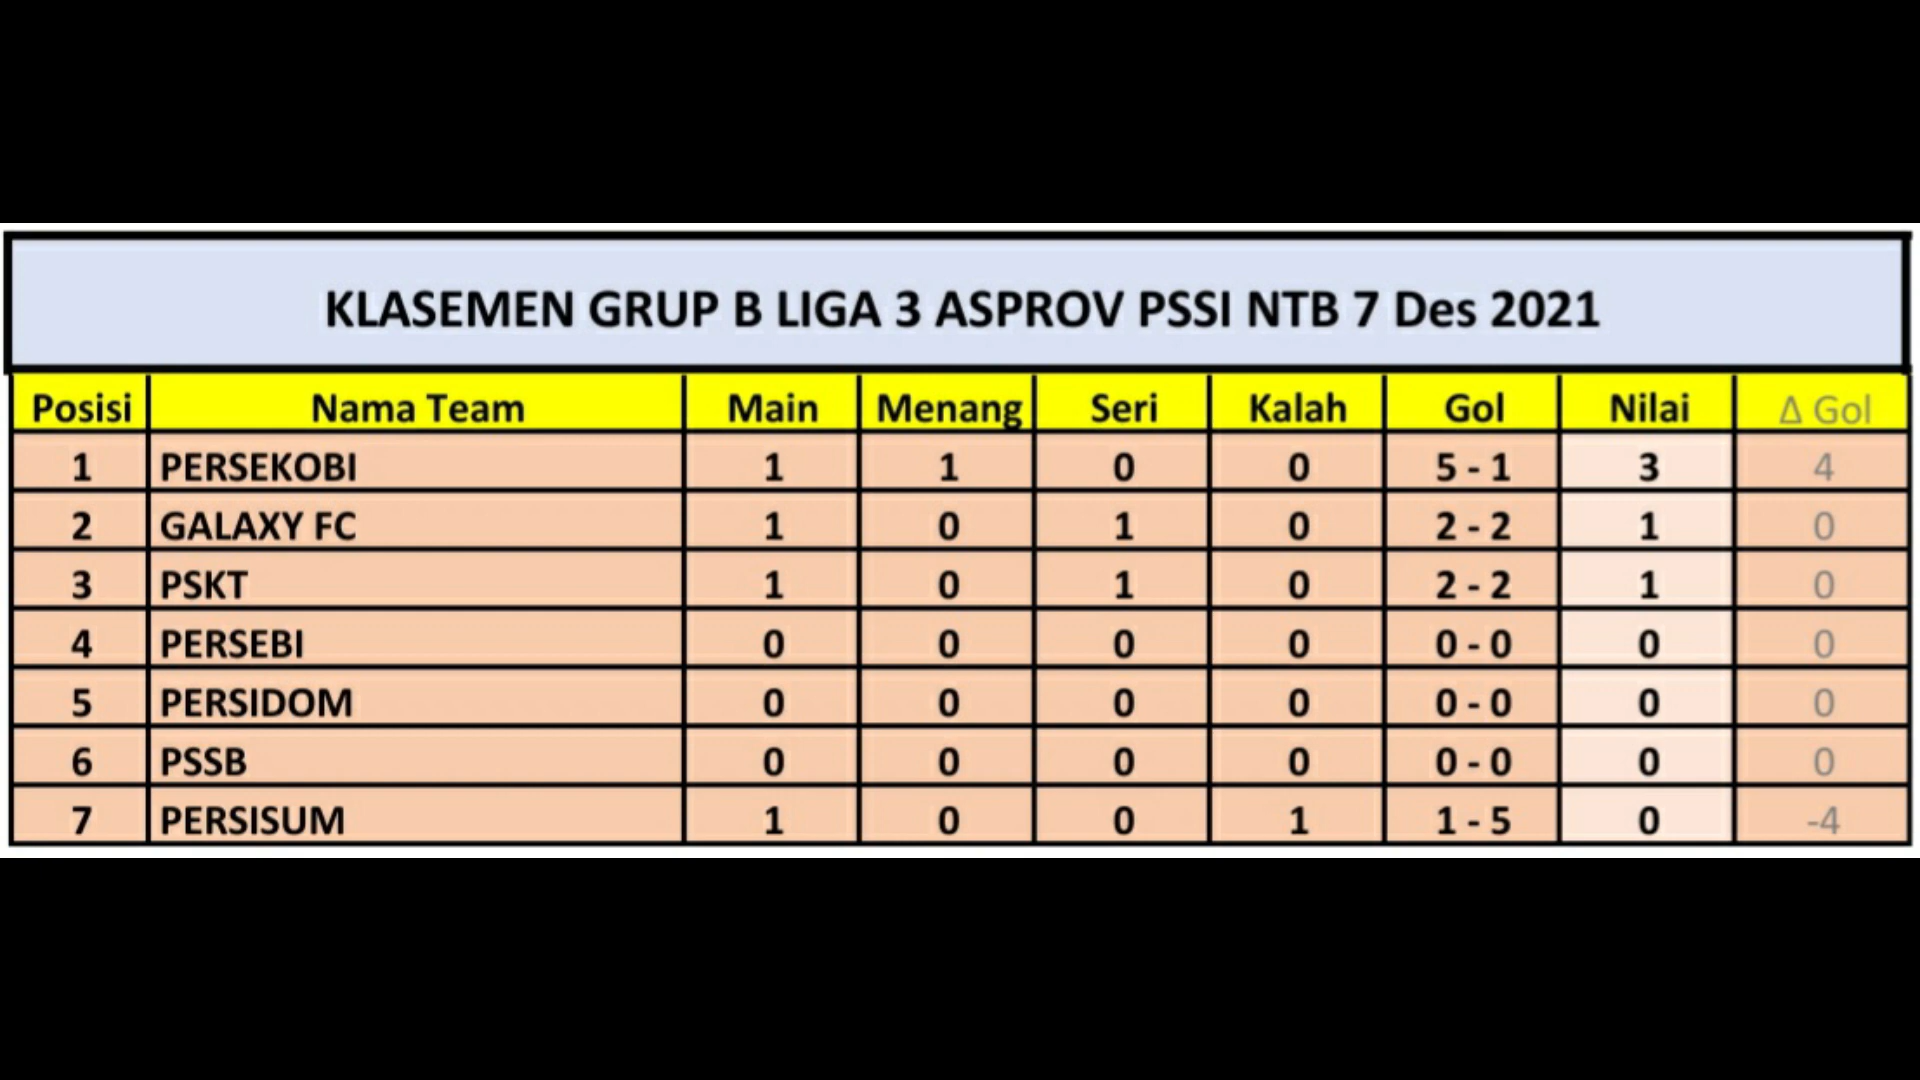 KLASEMEN GRUP B LIGA 3 ASPROV PSSI NTB 7 Des 2021
Posisi Nama Team Main Menang Seri Kalah Gol Nilai Δ Gol
1 PERSEKOBI 1 1 0 0 5 - 1 3 4
2 GALAXY FC 1 0 1 0 2 - 2 1 0
3 PSKT 1 0 1 0 2 - 2 1 0
4 PERSEBI 0 0 0 0 0 - 0 0 0
5 PERSIDOM 0 0 0 0 0 - 0 0 0
6 PSSB 0 0 0 0 0 - 0 0 0
7 PERSISUM 1 0 0 1 1 - 5 0 -4